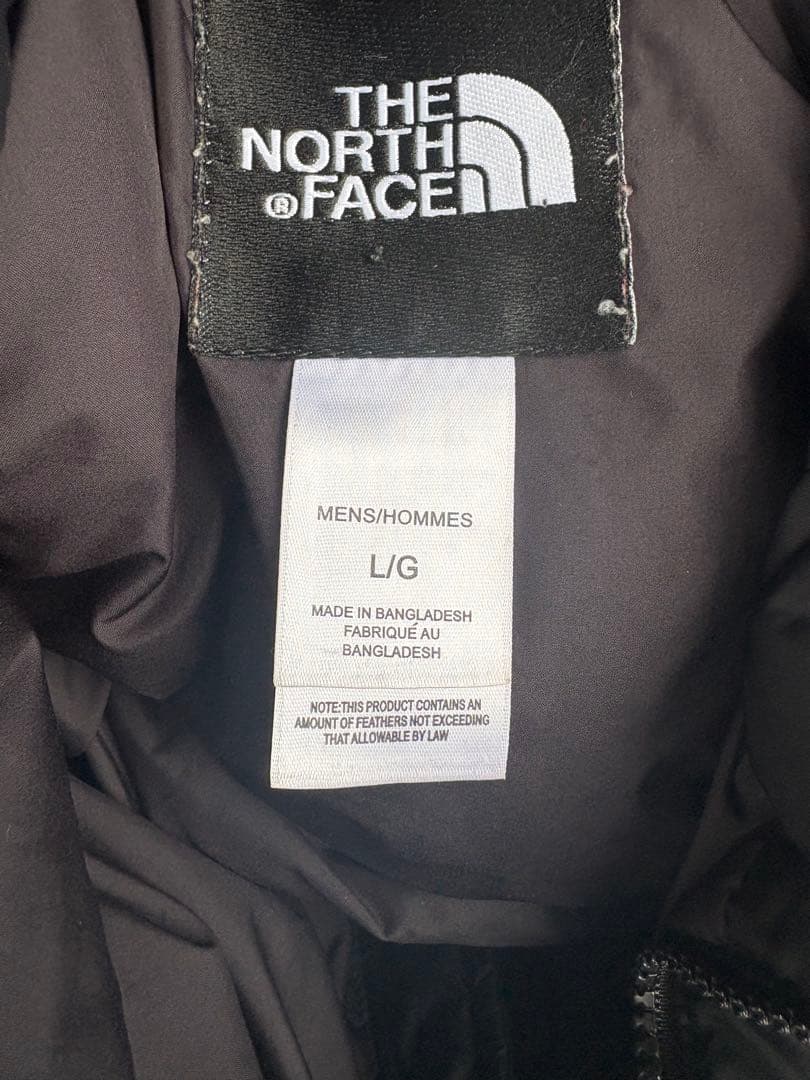 THE
NORTH
®FACE
MENS/HOMMES
L/G
MADE IN BANGLADESH
FABRIQUÉ AU
BANGLADESH
NOTE:THIS PRODUCT CONTAINS AN
AMOUNT OF FEATHERS NOT EXCEEDING
THAT ALLOWABLE BY LAW